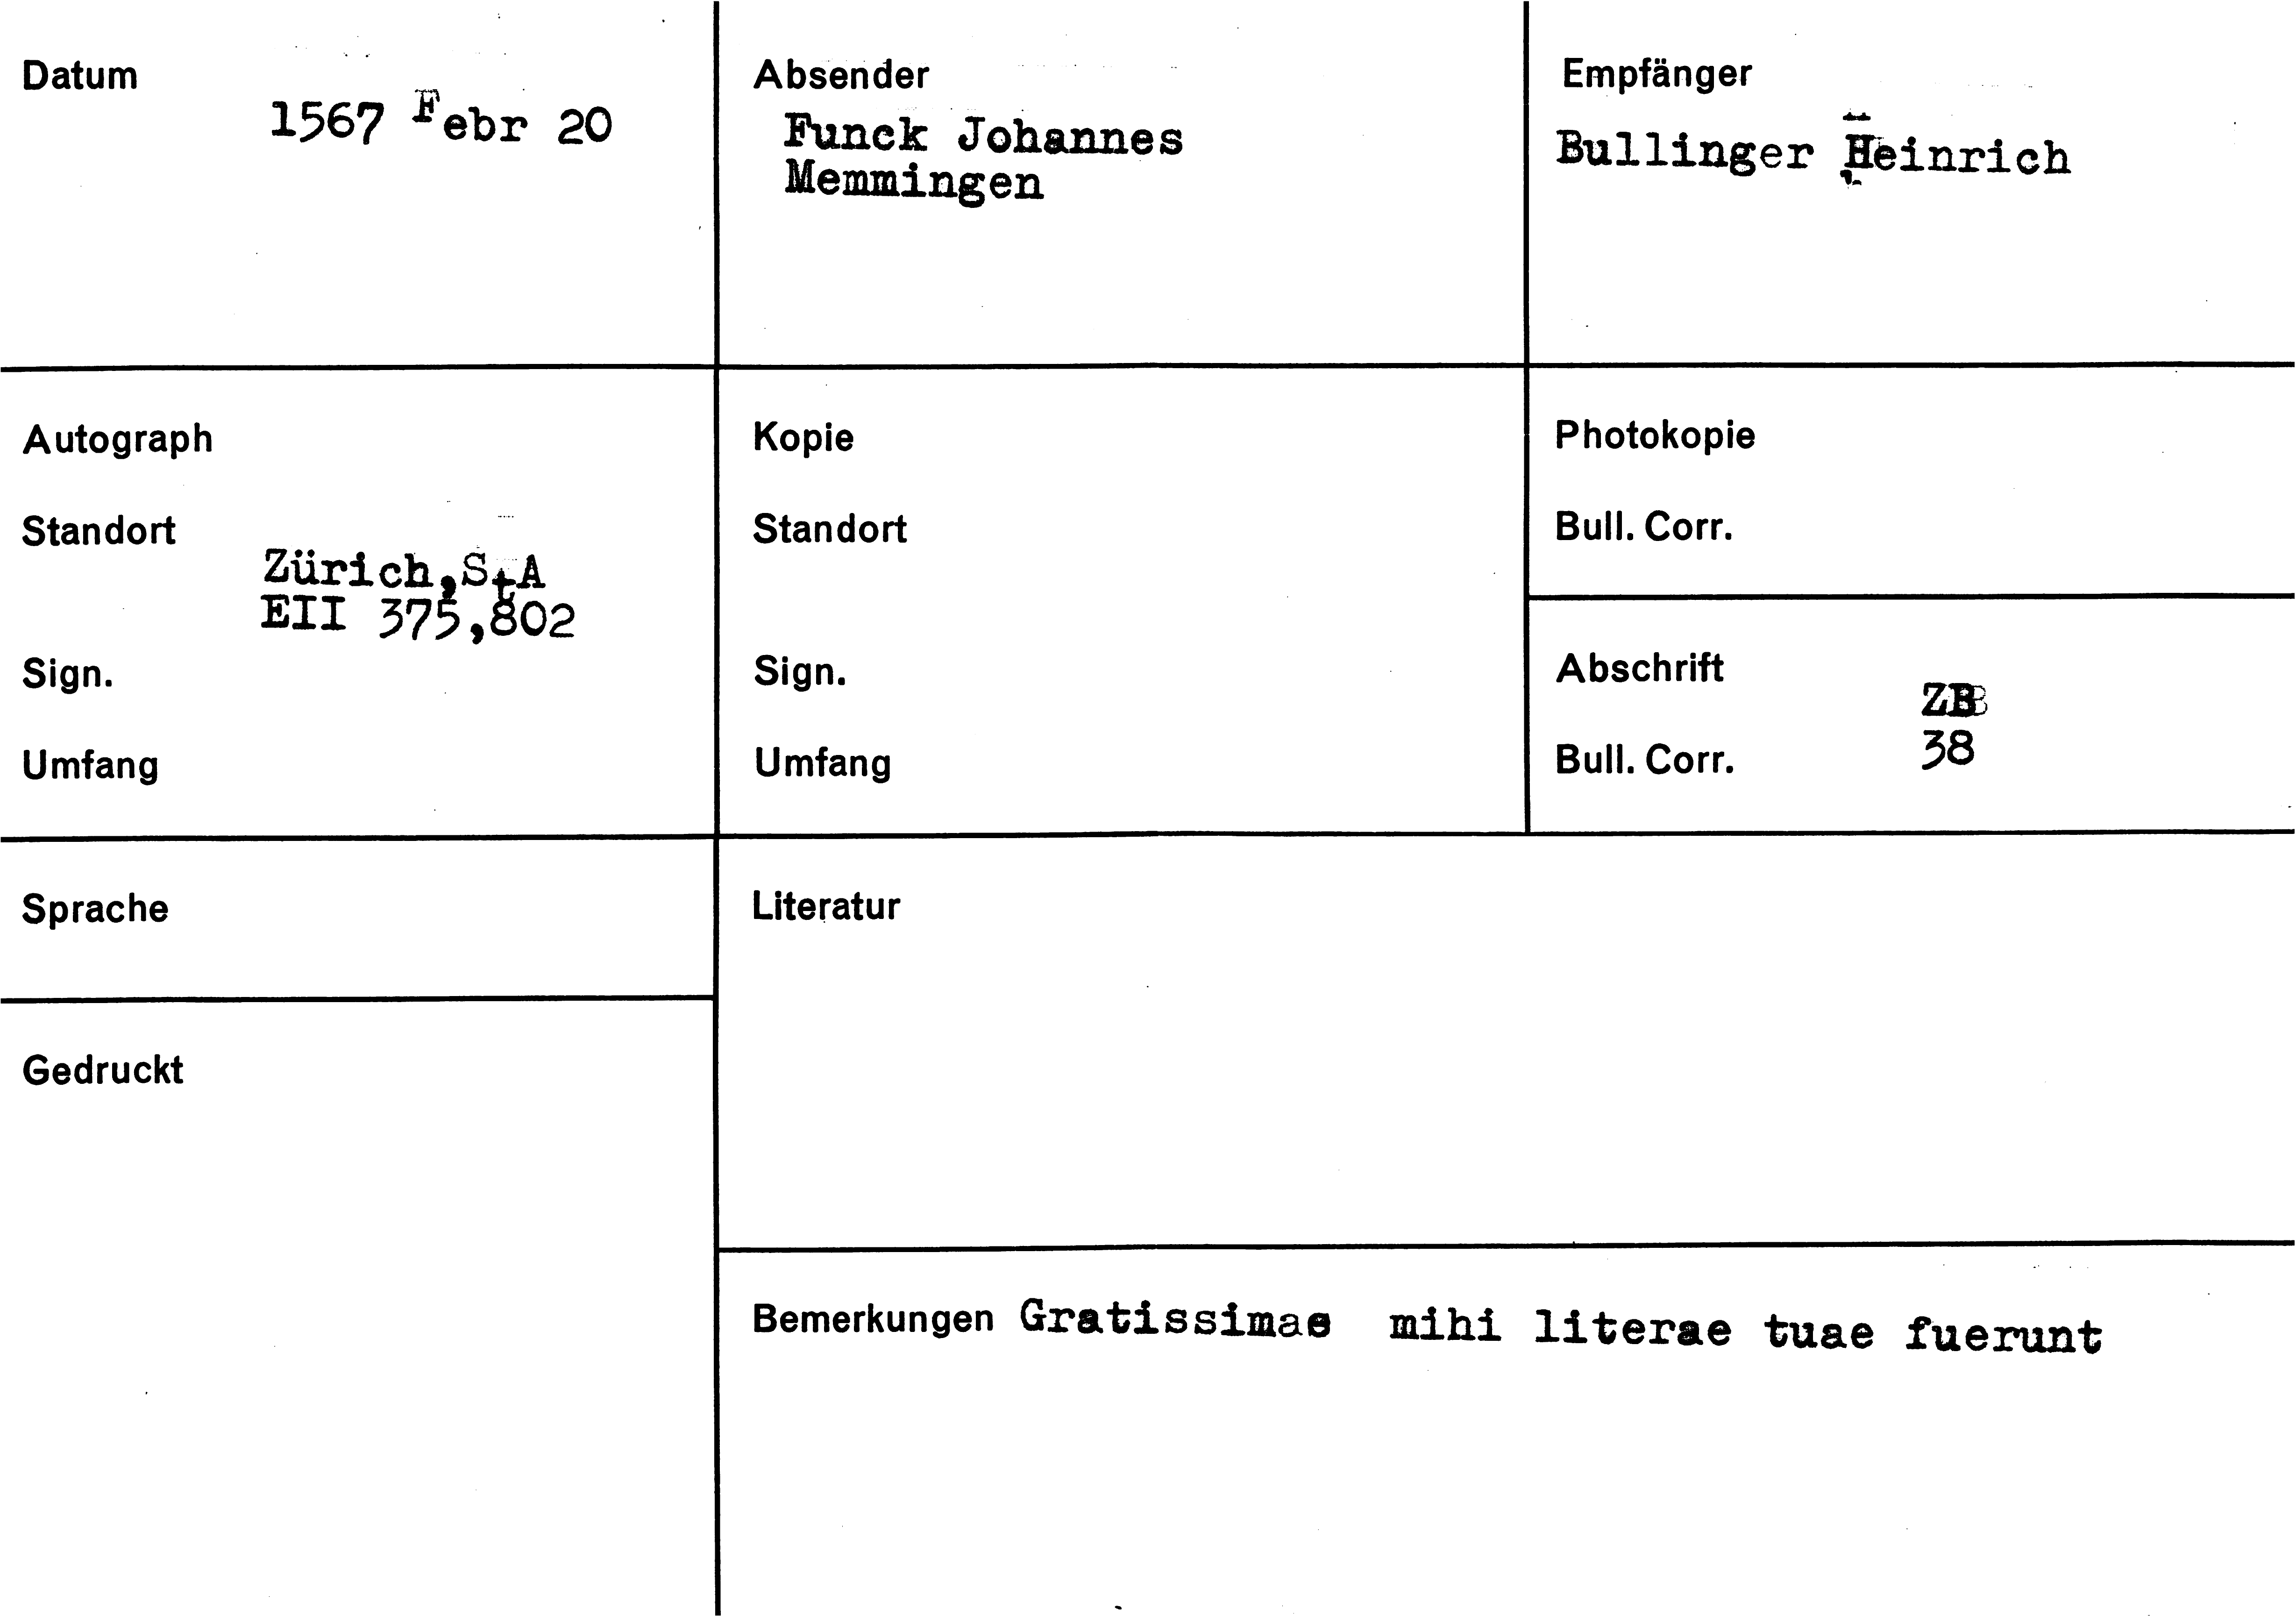 Datum
1567 Febr 20
Absender
Funck Johannes
Memmingen
Empfänger
Bullinger Heinrich
Autograph
Standort
Zürich,StA
EII 375,802
Sign.
Umfang
Kopie
Standort
Sign.
Umfang
Photokopie
Bull. Corr.
Abschrift
ZB
Bull. Corr. 38
Sprache
Literatur
Gedruckt
Bemerkungen Gratissimae mihi literae tuae fuerunt